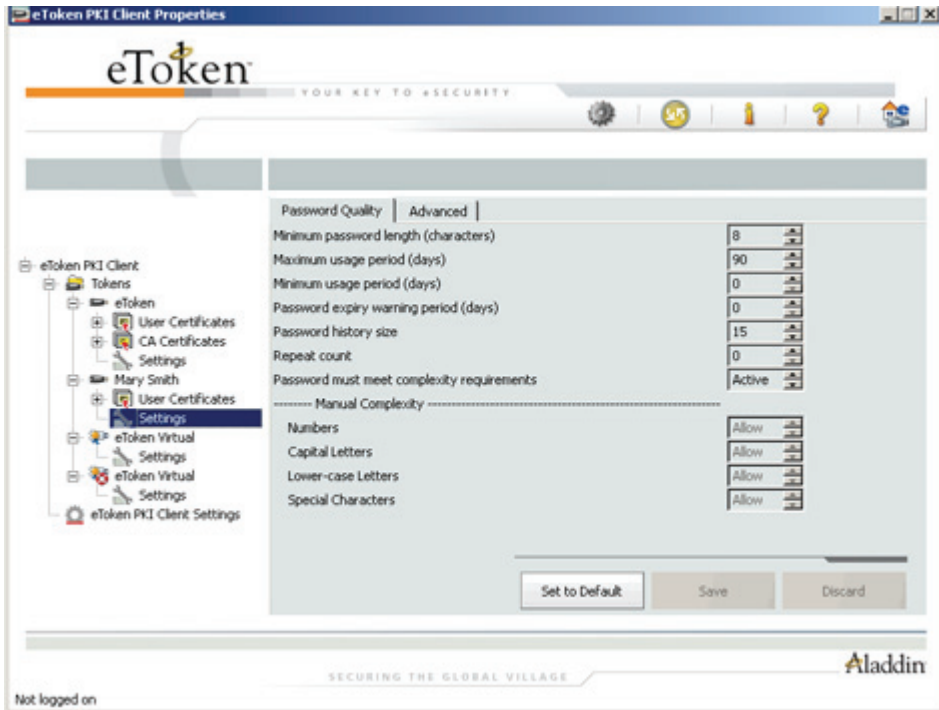 eToken PKI Client Properties
eToken
YOUR KEY TO eSECURITY
Password Quality
Advanced
Minimum password length (characters)
8
Maximum usage period (days)
90
Minimum usage period (days)
0
Password expiry warning period (days)
0
Password history size
15
Repeat count
0
Password must meet complexity requirements
Active
Manual Complexity
Numbers
Allow
Capital Letters
Allow
Lower-case Letters
Allow
Special Characters
Allow
eToken PKI Client
Tokens
eToken
User Certificates
CA Certificates
Settings
Mary Smith
User Certificates
Settings
eToken Virtual
Settings
eToken Virtual
Settings
eToken PKI Client Settings
Set to Default
Save
Discard
SECURING THE GLOBAL VILLAGE
Aladdin
Not logged on